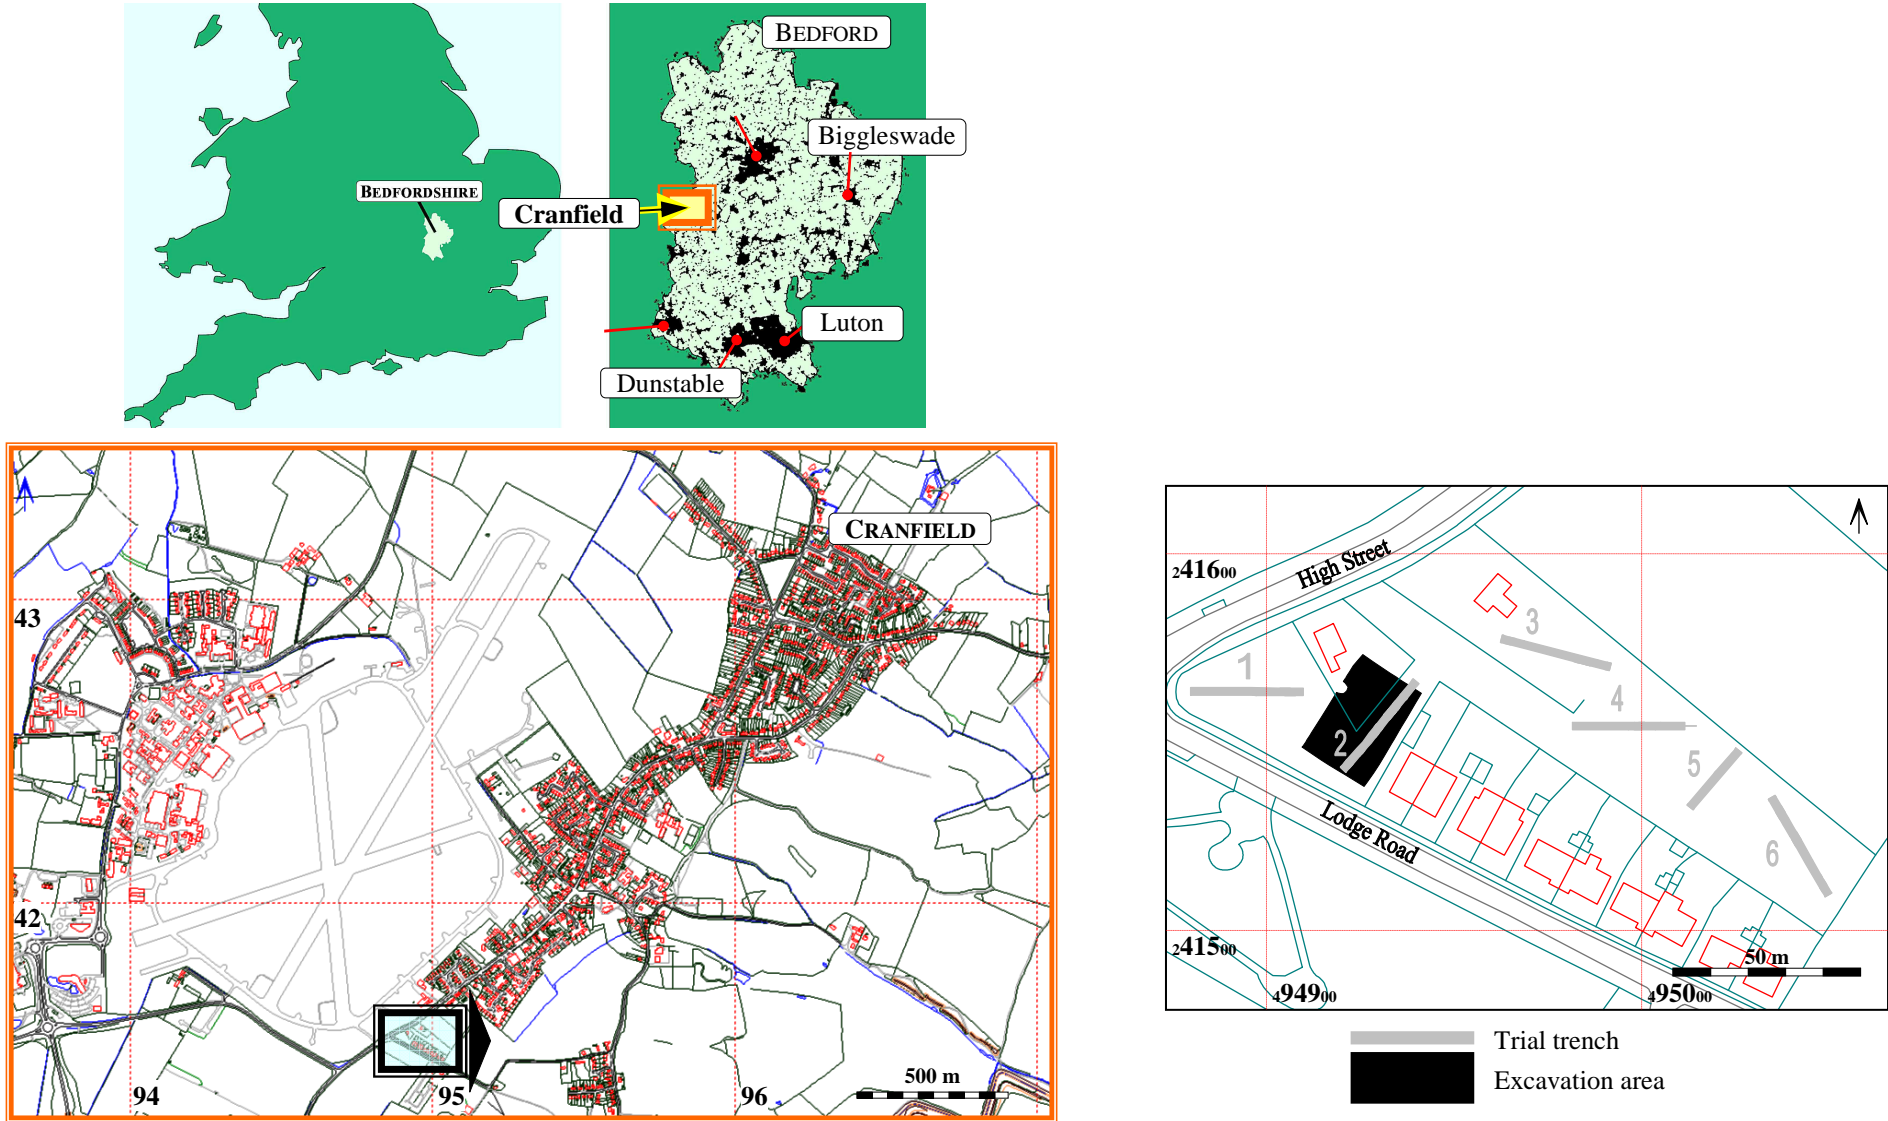 BEDFORDSHIRE
BEDFORD
Biggleswade
Cranfield
Luton
Dunstable
CRANFIELD
43
42
94
95
96
500 m
High Street
Lodge Road
241600
241500
494900
495000
1
2
3
4
5
6
50 m
Trial trench
Excavation area